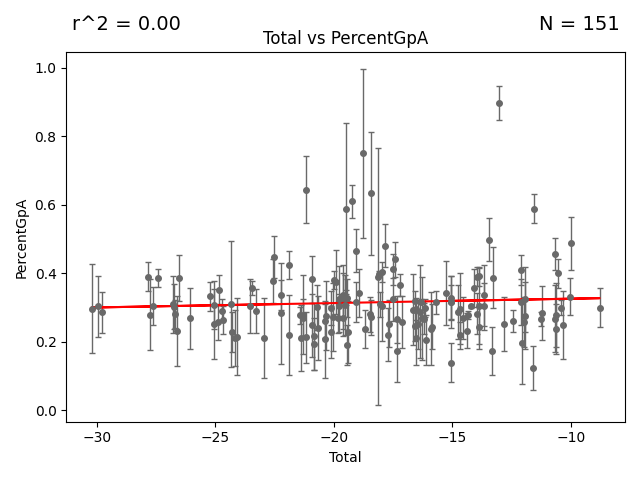 r^2 = 0.00
N = 151
Total vs PercentGpA
1.0
0.8
0.6
0.4
0.2
0.0
PercentGpA
−30
−25
−20
−15
−10
Total